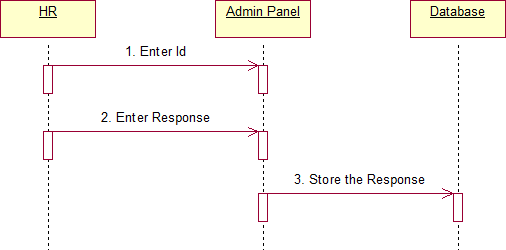 HR
Admin Panel
Database
1. Enter Id
2. Enter Response
3. Store the Response